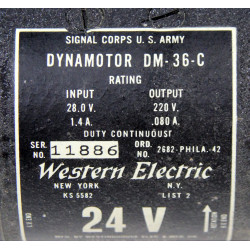 SIGNAL CORPS U. S. ARMY
DYNAMOTOR DM-36-C
RATING
INPUT OUTPUT
28.0 V. 220 V.
1.4 A. .080 A.
DUTY CONTINUOUS
SER. NO. 11886 ORD. NO. 2682-PHILA.-42
Western Electric
NEW YORK N.Y.
KS 5582 LIST 2
24 V